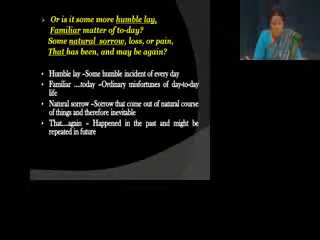 Or is it some more humble lay,
Familiar matter of to-day?
Some natural sorrow, loss, or pain,
That has been, and may be again?
• Humble lay –Some humble incident of every day
• Familiar ....today –Ordinary misfortunes of day-to-day
life
• Natural sorrow –Sorrow that come out of natural course
of things and therefore inevitable
• That....again – Happened in the past and might be
repeated in future